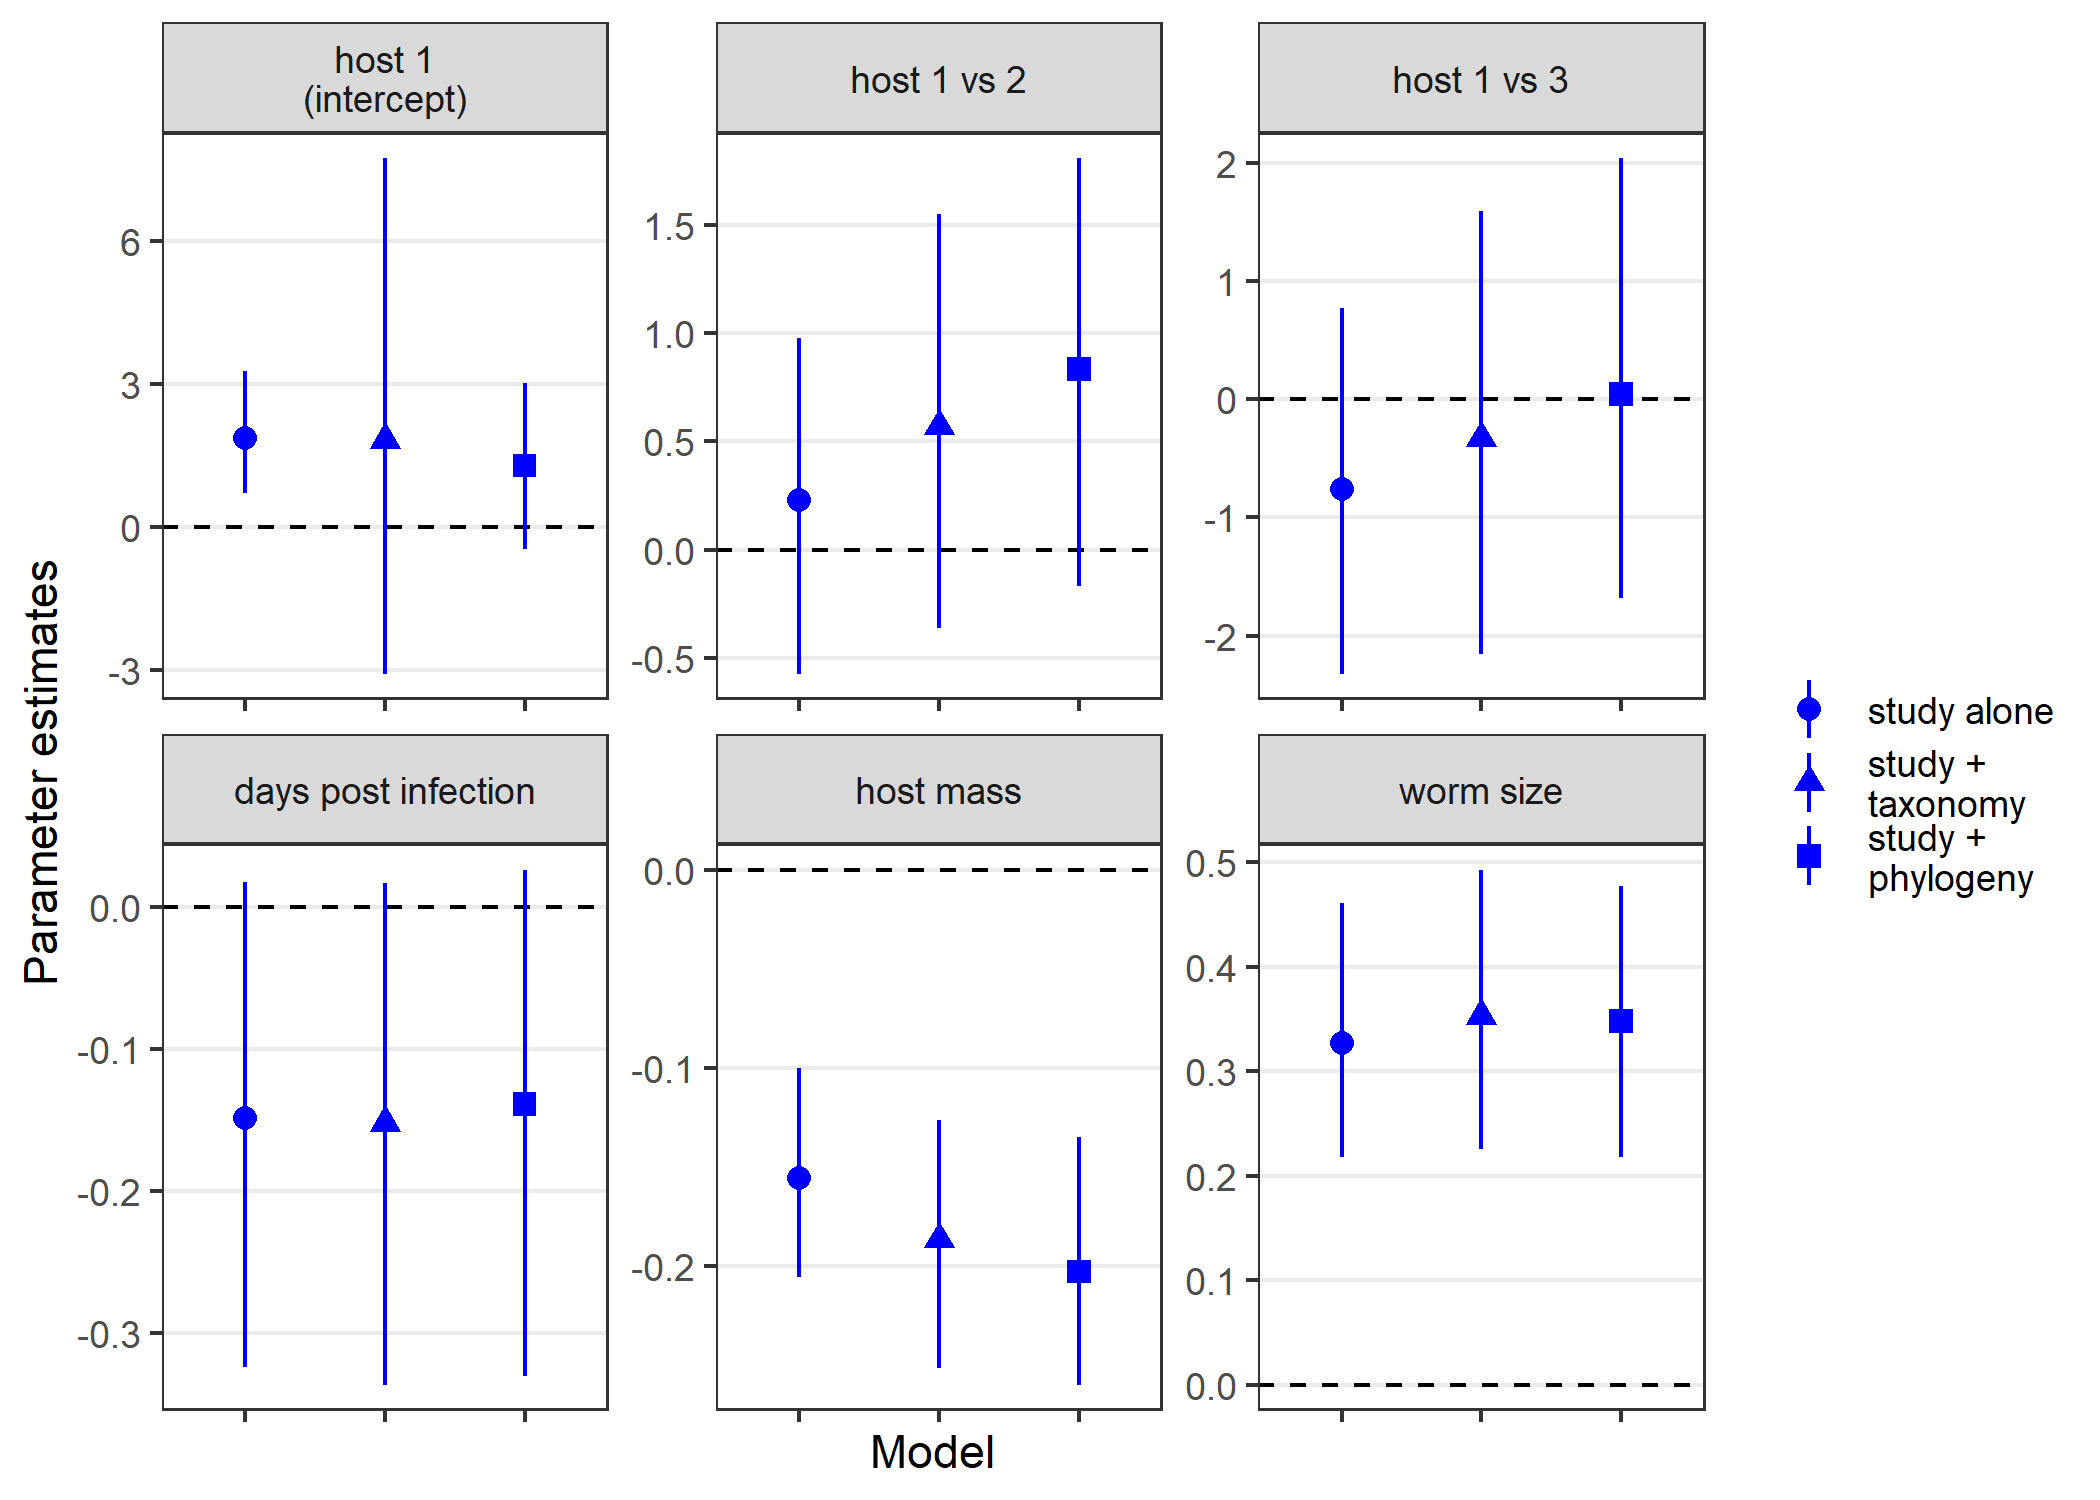 host 1
(intercept)
host 1 vs 2
host 1 vs 3
6
3
0
-3
1.5
1.0
0.5
0.0
-0.5
2
1
0
-1
-2
days post infection
host mass
worm size
0.0
-0.1
-0.2
-0.3
0.0
-0.1
-0.2
0.5
0.4
0.3
0.2
0.1
0.0
Parameter estimates
Model
study alone
study +
taxonomy
study +
phylogeny